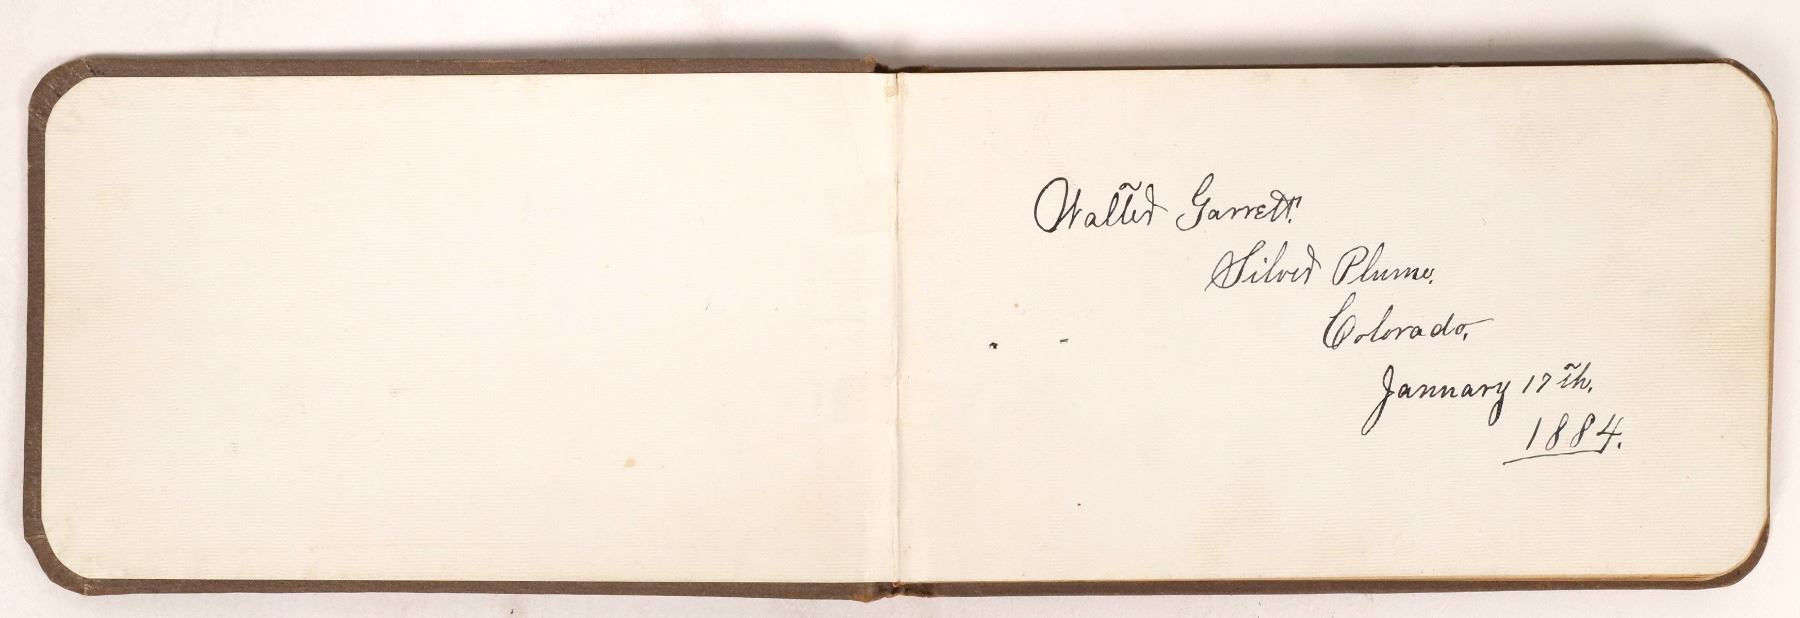 Walter Garrett.
Silver Plume.
Colorado.
January 17th.
1884.